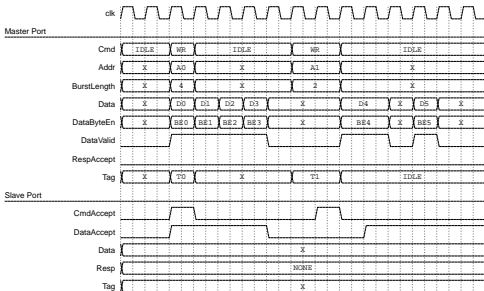 clk
Master Port
Cmd IDLE WR IDLE WR IDLE
Addr X A0 X A1 X
BurstLength X 4 X 2 X
Data X D0 D1 D2 D3 X D4 X D5 X
DataByteEn X BE0 BE1 BE2 BE3 X BE4 X BE5 X
DataValid
RespAccept
Tag X T0 X T1 IDLE
Slave Port
CmdAccept
DataAccept
Data X
Resp NONE
Tag X